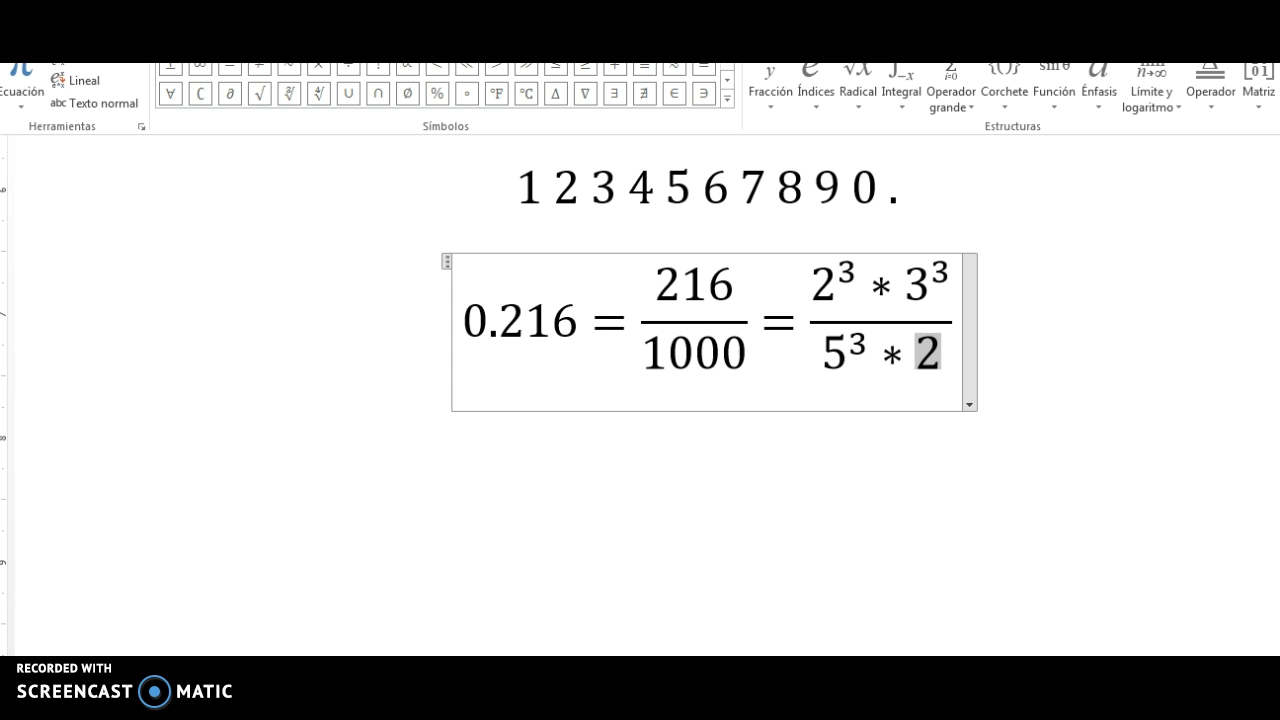 Ecuación
Lineal
abc Texto normal
Herramientas
∀ ∁ ∂ √ ∛ ∜ ∪ ∩ ∅ % ° °F °C ∆ ∇ ∃ ∄ ∈ ∋
Símbolos
Fracción Índices Radical Integral Operador grande Corchete Función Énfasis Límite y logaritmo Operador Matriz
Estructuras
1 2 3 4 5 6 7 8 9 0 .
0.216 = 216/1000 = 2³ * 3³/5³ * 2
RECORDED WITH
SCREENCAST MATIC